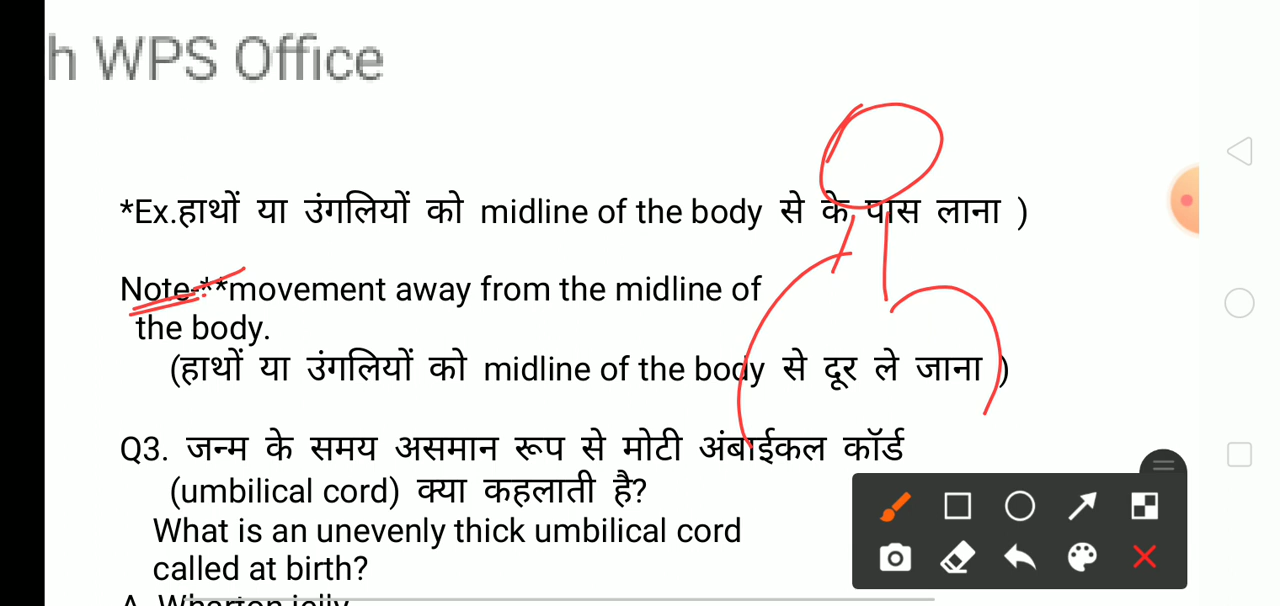 h WPS Office
*Ex.हाथों या उंगलियों को midline of the body से के पास लाना )
Note-**movement away from the midline of
the body.
(हाथों या उंगलियों को midline of the body से दूर ले जाना )
Q3. जन्म के समय असमान रूप से मोटी अंबाईकल कॉर्ड
(umbilical cord) क्या कहलाती है?
What is an unevenly thick umbilical cord
called at birth?
A. Wharton jelly